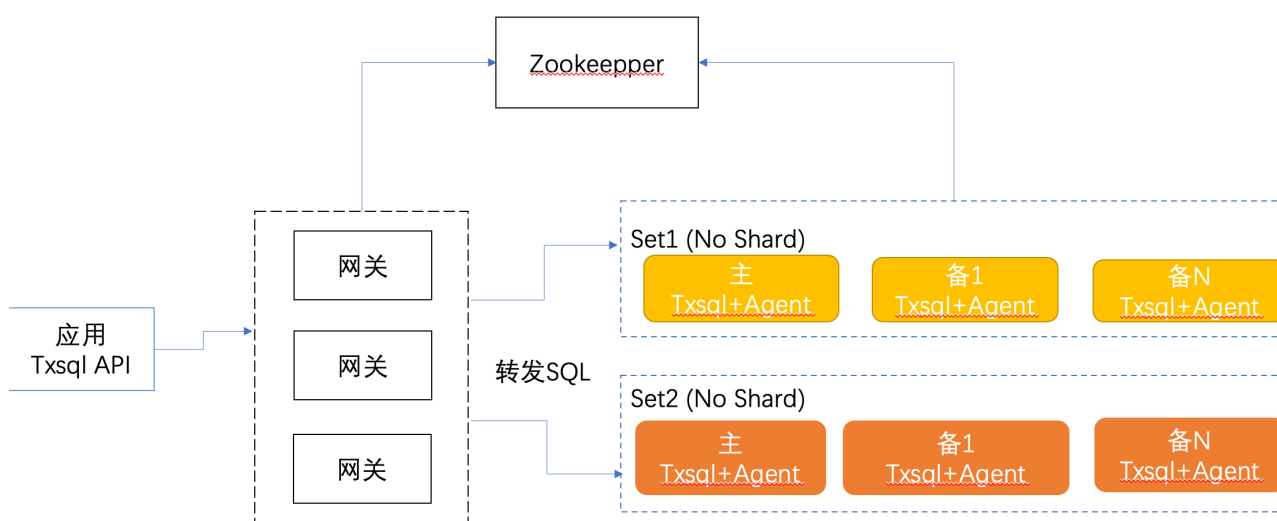 Zookeepper
网关
网关
网关
应用
Txsql API
转发SQL
Set1 (No Shard)
主
Txsql+Agent
备1
Txsql+Agent
备N
Txsql+Agent
Set2 (No Shard)
主
Txsql+Agent
备1
Txsql+Agent
备N
Txsql+Agent